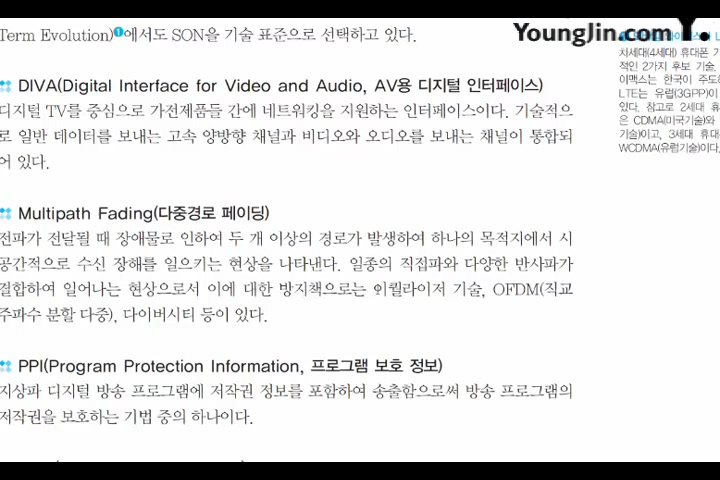 YoungJin.com Y.
Term Evolution)❶에서도 SON을 기술 표준으로 선택하고 있다.
DIVA(Digital Interface for Video and Audio, AV용 디지털 인터페이스)
디지털 TV를 중심으로 가전제품들 간에 네트워킹을 지원하는 인터페이스이다. 기술적으
로 일반 데이터를 보내는 고속 양방향 채널과 비디오와 오디오를 보내는 채널이 통합되
어 있다.
Multipath Fading(다중경로 페이딩)
전파가 전달될 때 장애물로 인하여 두 개 이상의 경로가 발생하여 하나의 목적지에서 시
공간적으로 수신 장해를 일으키는 현상을 나타낸다. 일종의 직접파와 다양한 반사파가
결합하여 일어나는 현상으로서 이에 대한 방지책으로는 이퀄라이저 기술, OFDM(직교
주파수 분할 다중), 다이버시티 등이 있다.
PPI(Program Protection Information, 프로그램 보호 정보)
지상파 디지털 방송 프로그램에 저작권 정보를 포함하여 송출함으로써 방송 프로그램의
저작권을 보호하는 기법 중의 하나이다.
차세대(4세대) 휴대폰 기
적인 2가지 후보 기술,
이맥스는 한국이 주도하
LTE는 유럽(3GPP)이
있다. 참고로 2세대 휴
은 CDMA(미국기술)와
기술)이고, 3세대 휴대
WCDMA(유럽기술)이다.